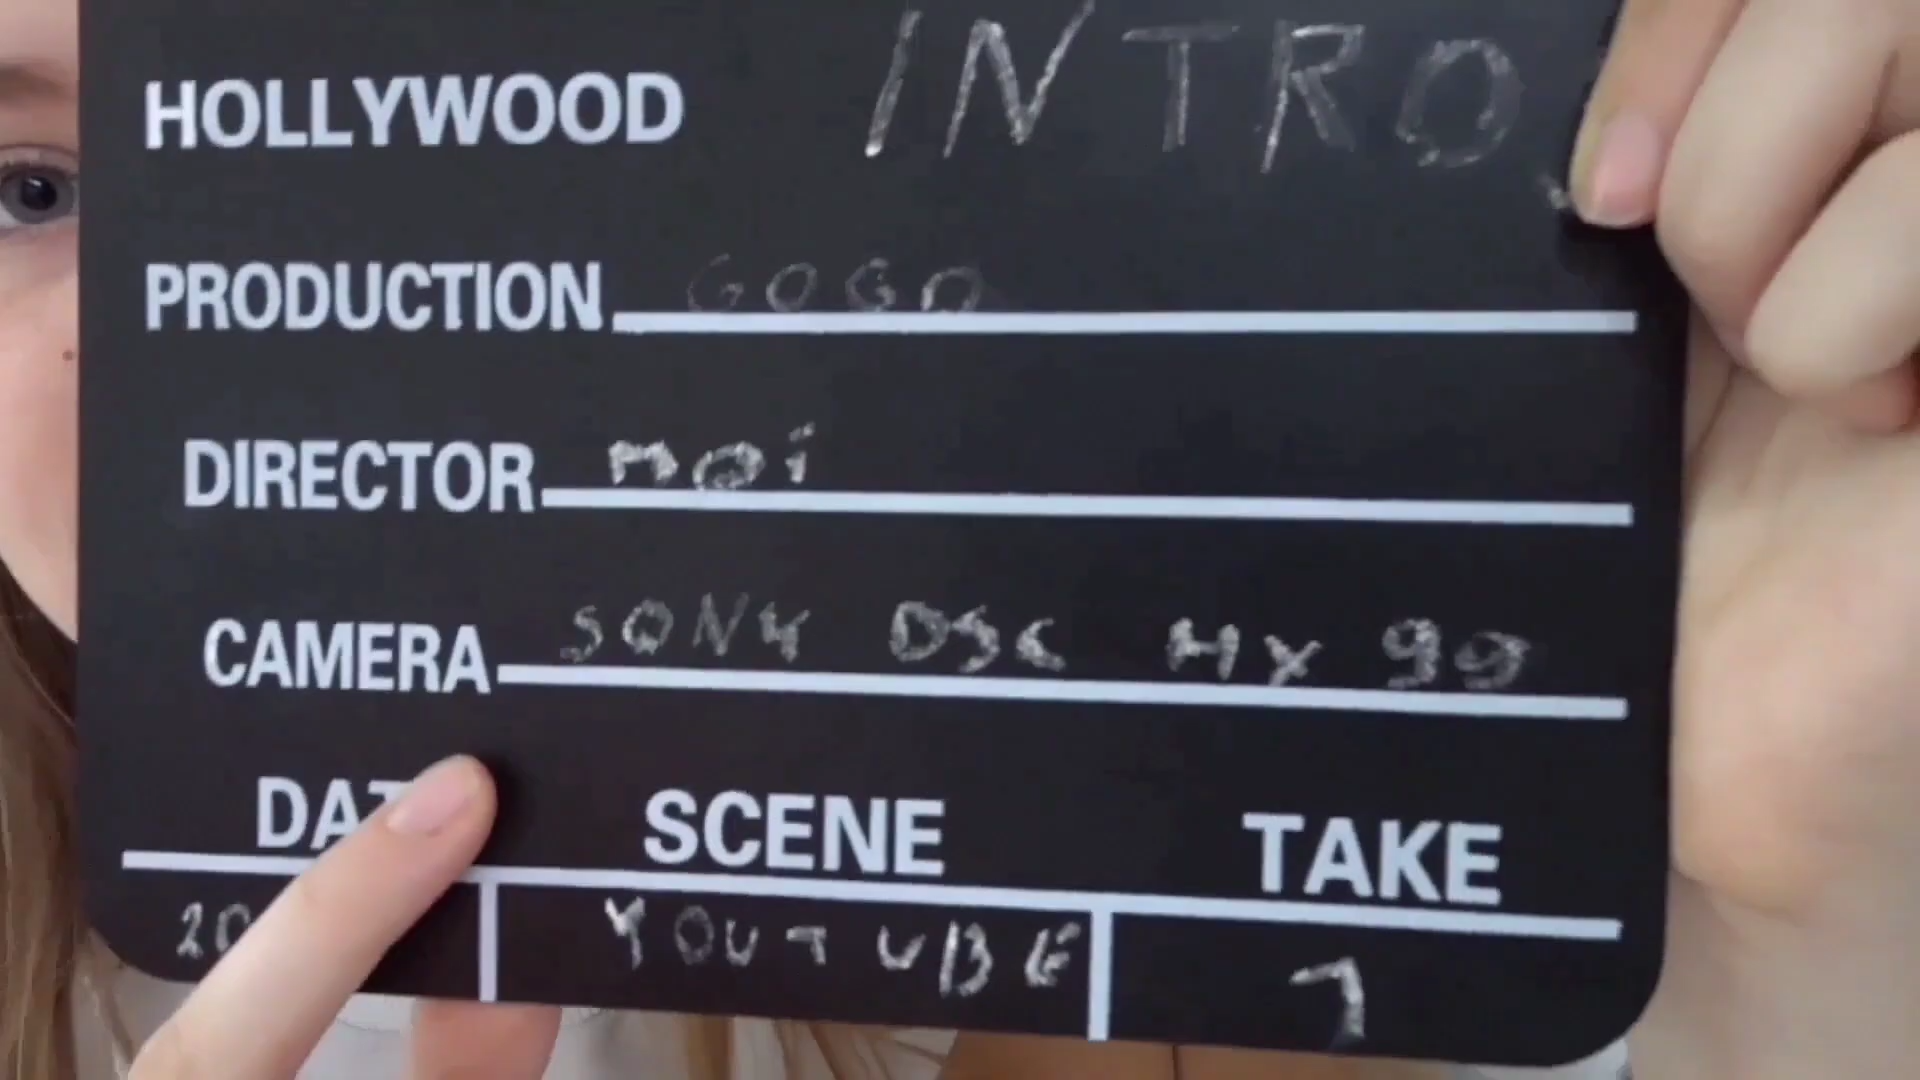 HOLLYWOOD INTRO
PRODUCTION GOGO
DIRECTOR moi
CAMERA SONY DSC HX 99
SCENE TAKE
YOUTUBE 1